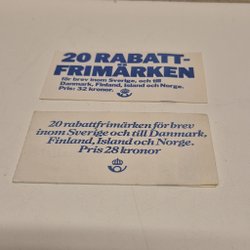 20 RABATT-
FRIMÄRKEN
för brev inom Sverige, och till
Danmark, Finland, Island och Norge.
Pris: 32 kronor.
20 rabattfrimärken för brev
inom Sverige och till Danmark,
Finland, Island och Norge.
Pris 28 kronor